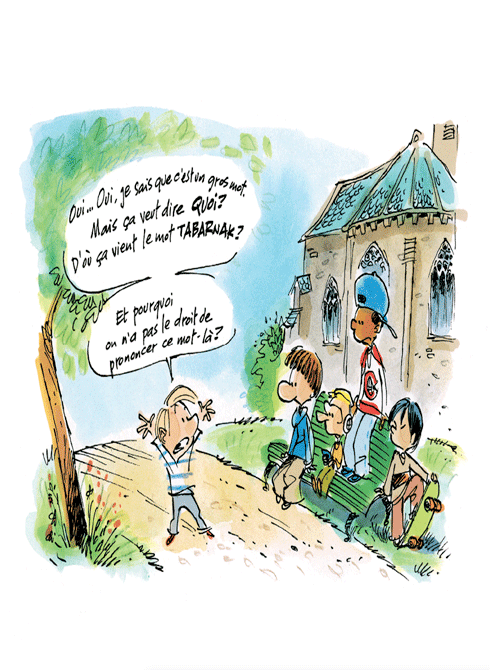 Oui... Oui, je sais que c'est un gros mot.
Mais ça veut dire QUOI?
D'où ça vient le mot TABARNAK?
Et pourquoi
on n'a pas le droit de
prononcer ce mot-là?
C